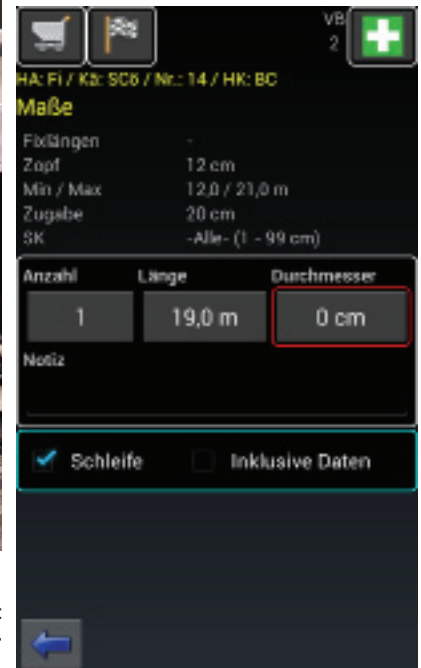 VB
2
HA: Fi / Kä: SCö / Nr.: 14 / HK: BC
Maße
Fixlängen -
Zopf 12 cm
Min / Max 12,0 / 21,0 m
Zugabe 20 cm
SK -Alle- (1 - 99 cm)
Anzahl Länge Durchmesser
1 19,0 m 0 cm
Notiz
Schleife Inklusive Daten